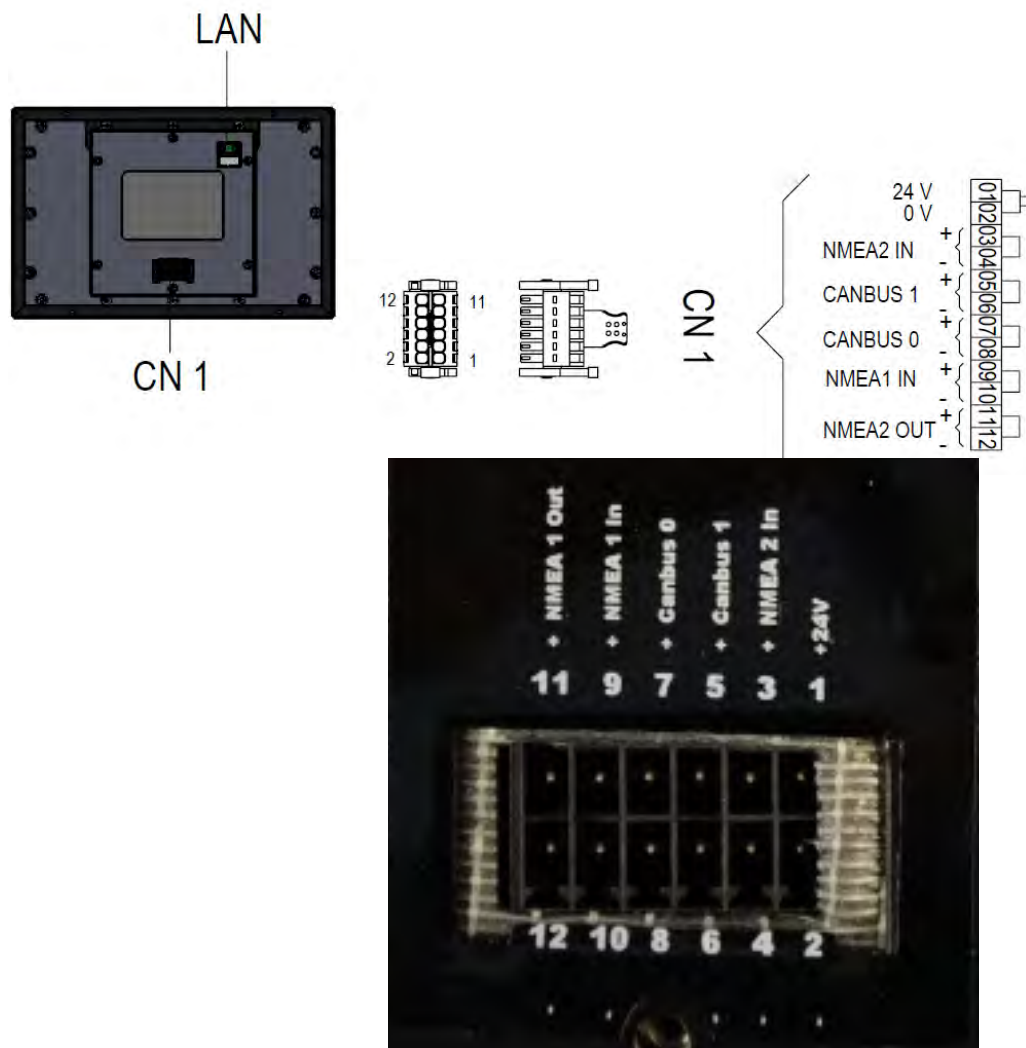 LAN
CN 1
12 11
2 1
CN 1
24 V 01
0 V 02
NMEA2 IN + 03
- 04
CANBUS 1 + 05
- 06
CANBUS 0 + 07
- 08
NMEA1 IN + 09
- 10
NMEA2 OUT + 11
- 12
+ NMEA 1 Out
+ NMEA 1 In
+ Canbus 0
+ Canbus 1
+ NMEA 2 In
+24V
11 9 7 5 3 1
12 10 8 6 4 2